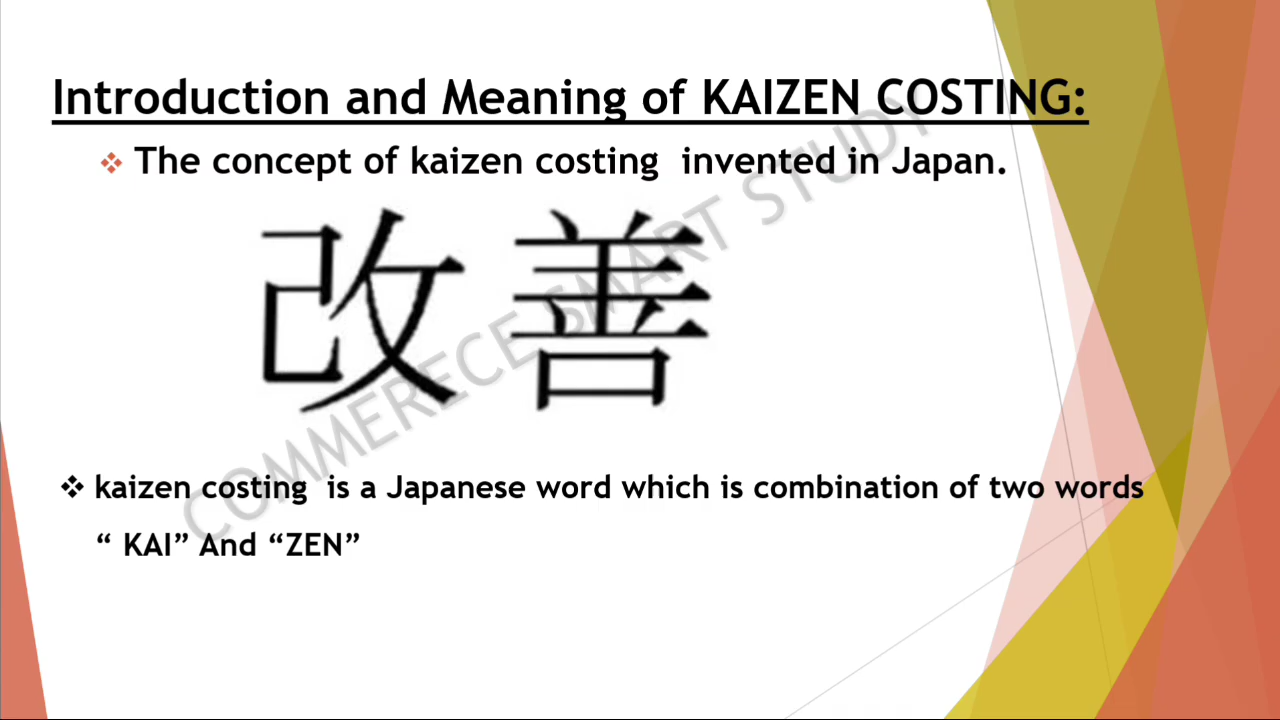 Introduction and Meaning of KAIZEN COSTING:
❖ The concept of kaizen costing invented in Japan.
改善
❖ kaizen costing is a Japanese word which is combination of two words
“ KAI” And “ZEN”
COMMERECE SMART STUDY